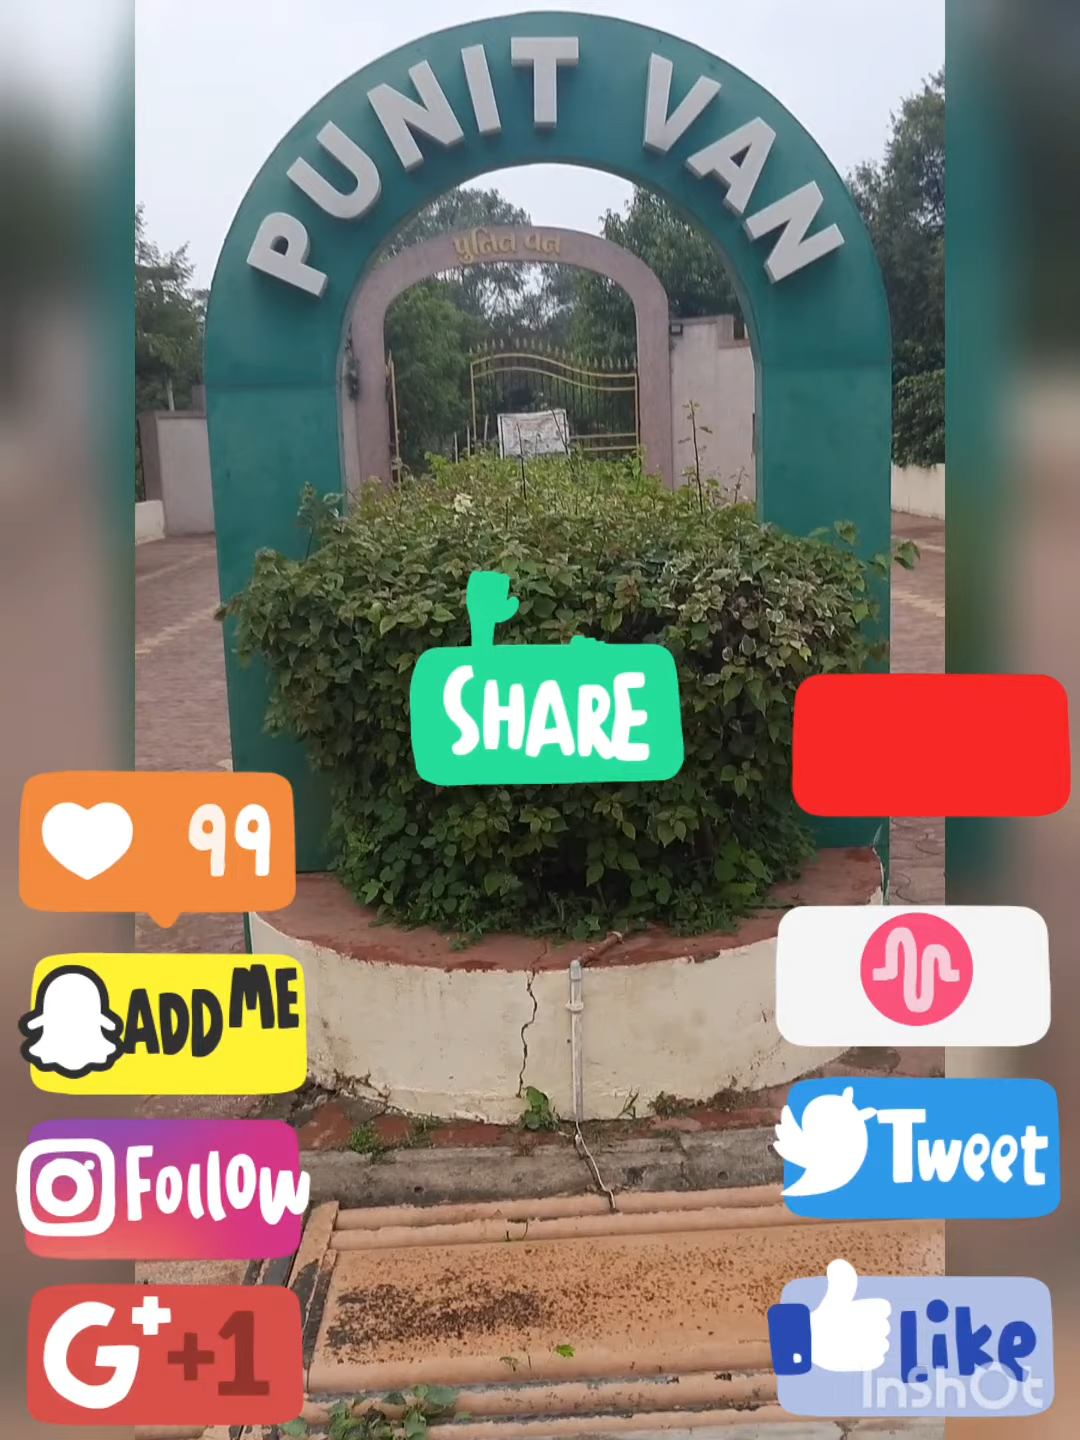 PUNIT VAN
પુનિત વન
SHARE
99
ADD ME
Follow
Tweet
G+ +1
like
InShOt